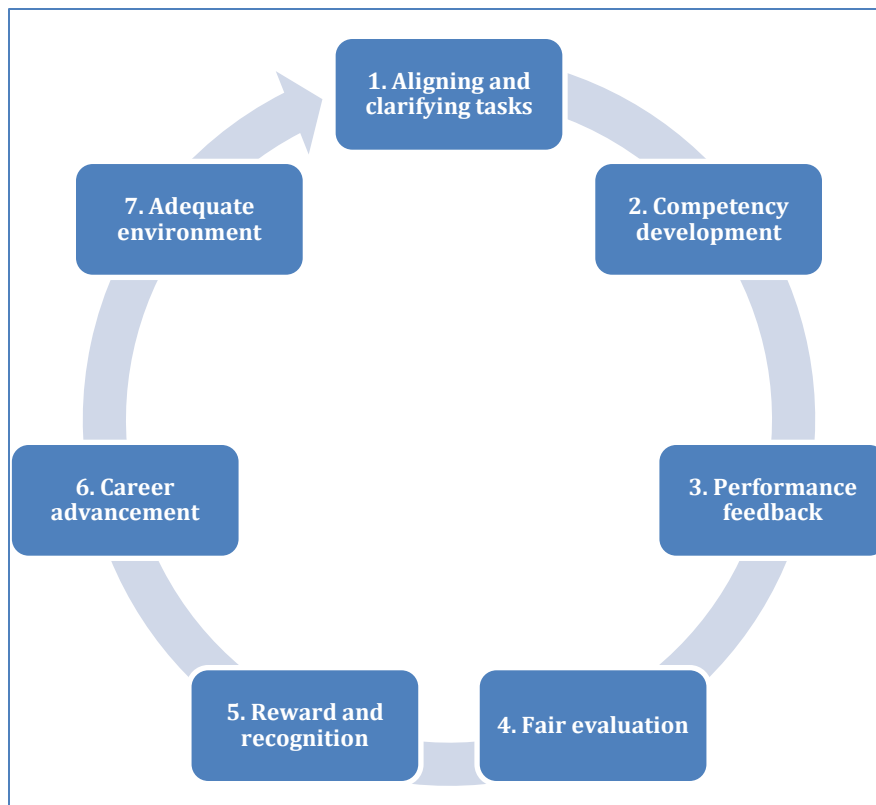 1. Aligning and
clarifying tasks
2. Competency
development
3. Performance
feedback
4. Fair evaluation
5. Reward and
recognition
6. Career
advancement
7. Adequate
environment